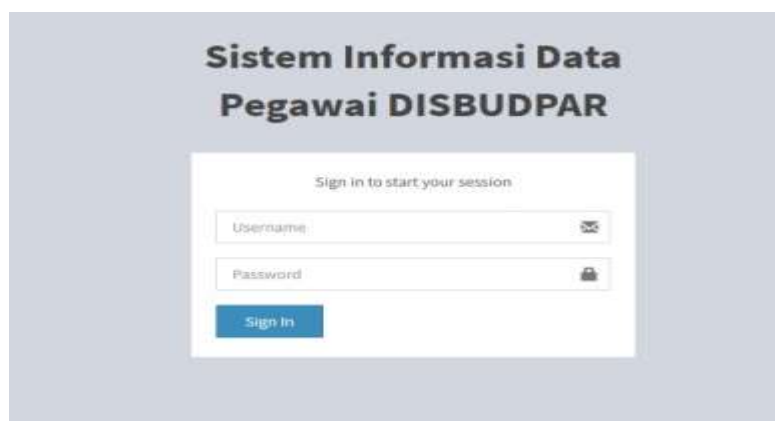 Sistem Informasi Data
Pegawai DISBUDPAR
Sign in to start your session
Username
Password
Sign In